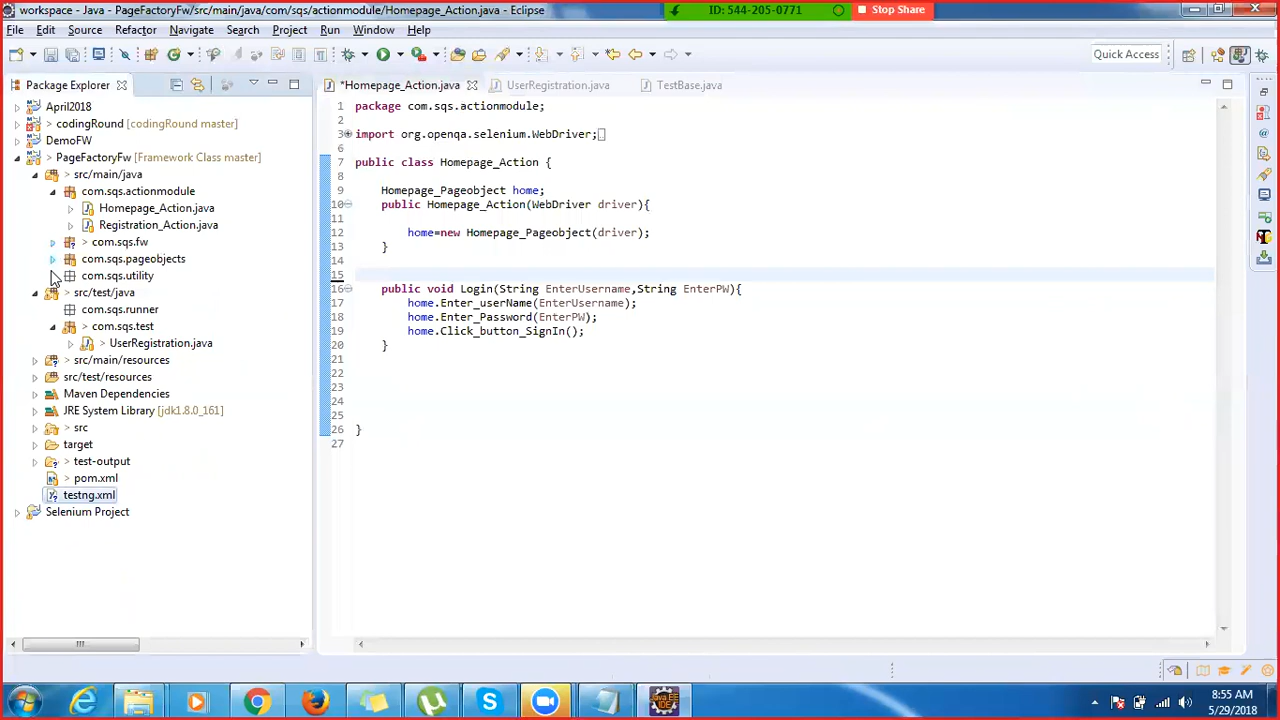 workspace - Java - PageFactoryFw/src/main/java/com/sqs/actionmodule/Homepage_Action.java - Eclipse
ID: 544-205-0771
Stop Share
File Edit Source Refactor Navigate Search Project Run Window Help
Quick Access
Package Explorer
*Homepage_Action.java
UserRegistration.java
TestBase.java
April2018
> codingRound [codingRound master]
DemoFW
> PageFactoryFw [Framework Class master]
> src/main/java
com.sqs.actionmodule
Homepage_Action.java
Registration_Action.java
> com.sqs.fw
com.sqs.pageobjects
com.sqs.utility
> src/test/java
com.sqs.runner
> com.sqs.test
> UserRegistration.java
> src/main/resources
src/test/resources
Maven Dependencies
JRE System Library [jdk1.8.0_161]
> src
target
> test-output
> pom.xml
testng.xml
Selenium Project
1 package com.sqs.actionmodule;
2
3 import org.openqa.selenium.WebDriver;
6
7 public class Homepage_Action {
8
9 Homepage_Pageobject home;
10 public Homepage_Action(WebDriver driver){
11
12 home=new Homepage_Pageobject(driver);
13 }
14
15
16 public void Login(String EnterUsername,String EnterPW){
17 home.Enter_userName(EnterUsername);
18 home.Enter_Password(EnterPW);
19 home.Click_button_SignIn();
20 }
21
22
23
24
25
26 }
27
8:55 AM
5/29/2018